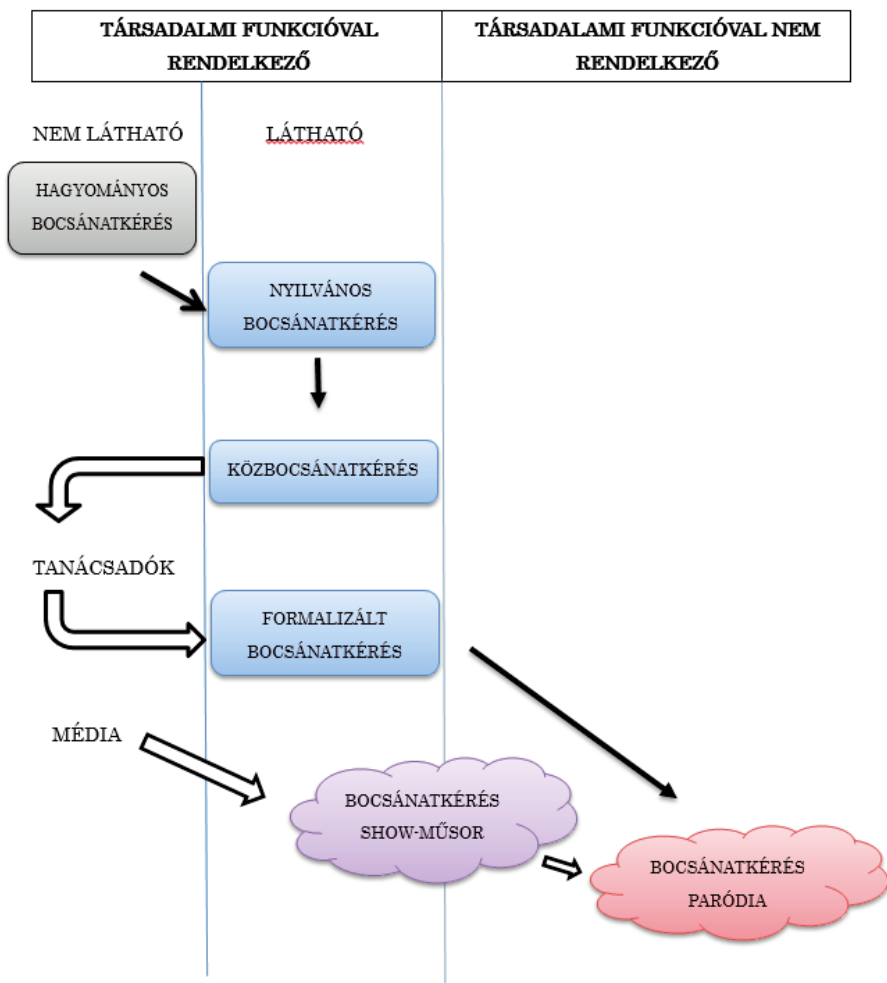 TÁRSADALMI FUNKCIÓVAL
RENDELKEZŐ
TÁRSADALAMI FUNKCIÓVAL NEM
RENDELKEZŐ
NEM LÁTHATÓ
LÁTHATÓ
HAGYOMÁNYOS
BOCSÁNATKÉRÉS
NYILVÁNOS
BOCSÁNATKÉRÉS
KÖZBOCSÁNATKÉRÉS
TANÁCSADÓK
FORMALIZÁLT
BOCSÁNATKÉRÉS
MÉDIA
BOCSÁNATKÉRÉS
SHOW-MŰSOR
BOCSÁNATKÉRÉS
PARÓDIA